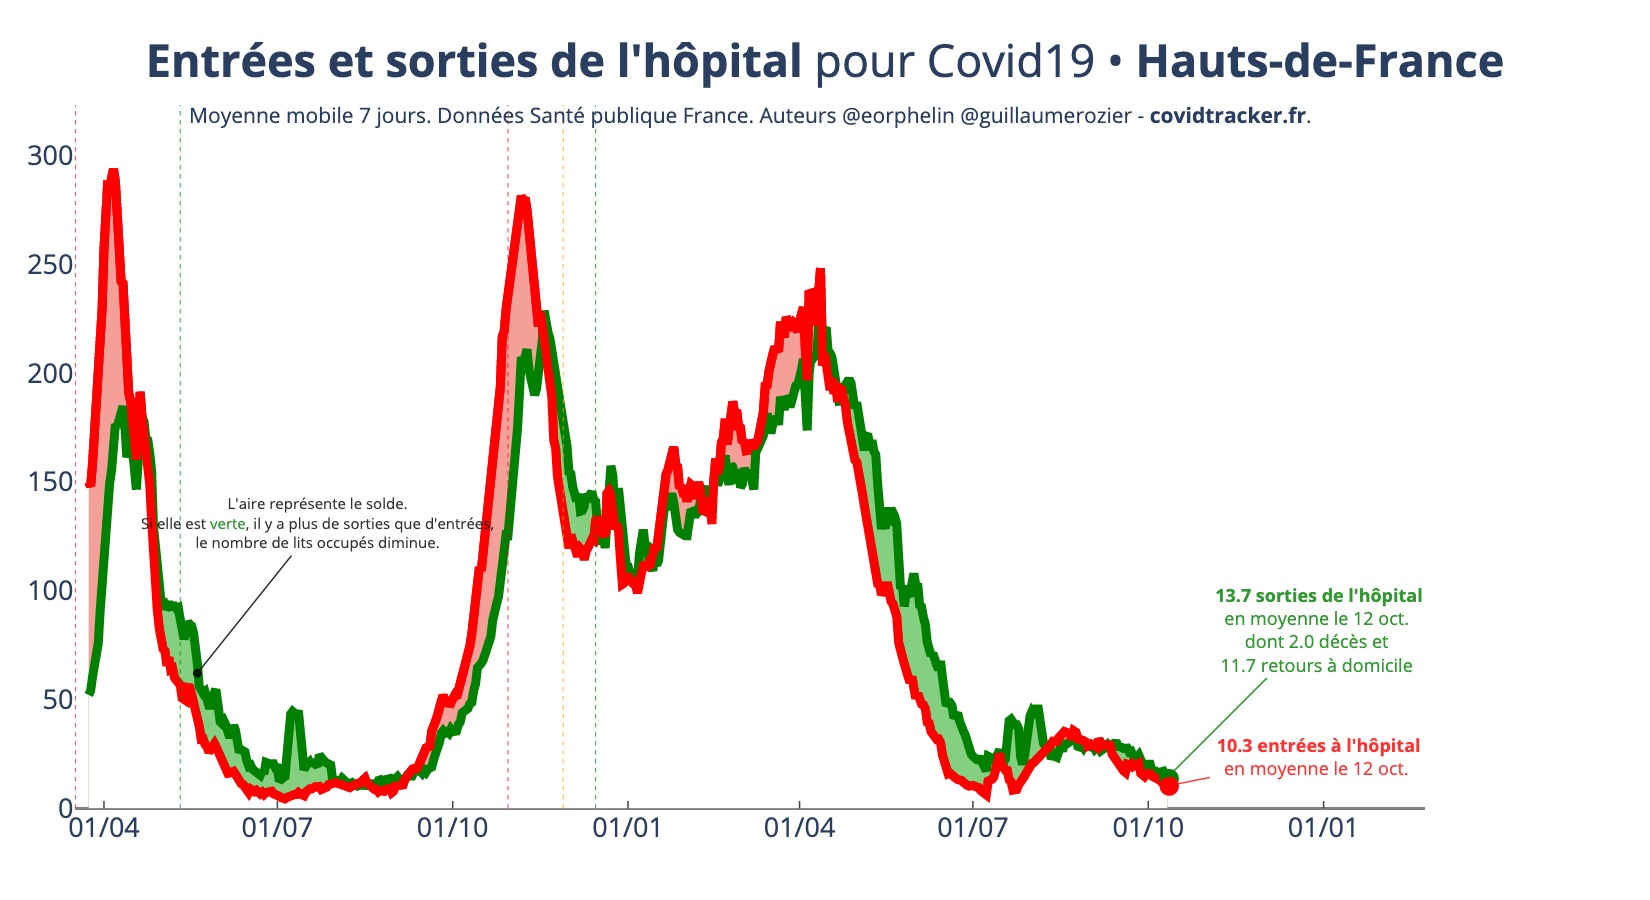 Entrées et sorties de l'hôpital pour Covid19 • Hauts-de-France
Moyenne mobile 7 jours. Données Santé publique France. Auteurs @eorphelin @guillaumerozier - covidtracker.fr.
300
250
200
150
100
50
0
L'aire représente le solde.
Si elle est verte, il y a plus de sorties que d'entrées,
le nombre de lits occupés diminue.
13.7 sorties de l'hôpital
en moyenne le 12 oct.
dont 2.0 décès et
11.7 retours à domicile
10.3 entrées à l'hôpital
en moyenne le 12 oct.
01/04 01/07 01/10 01/01 01/04 01/07 01/10 01/01